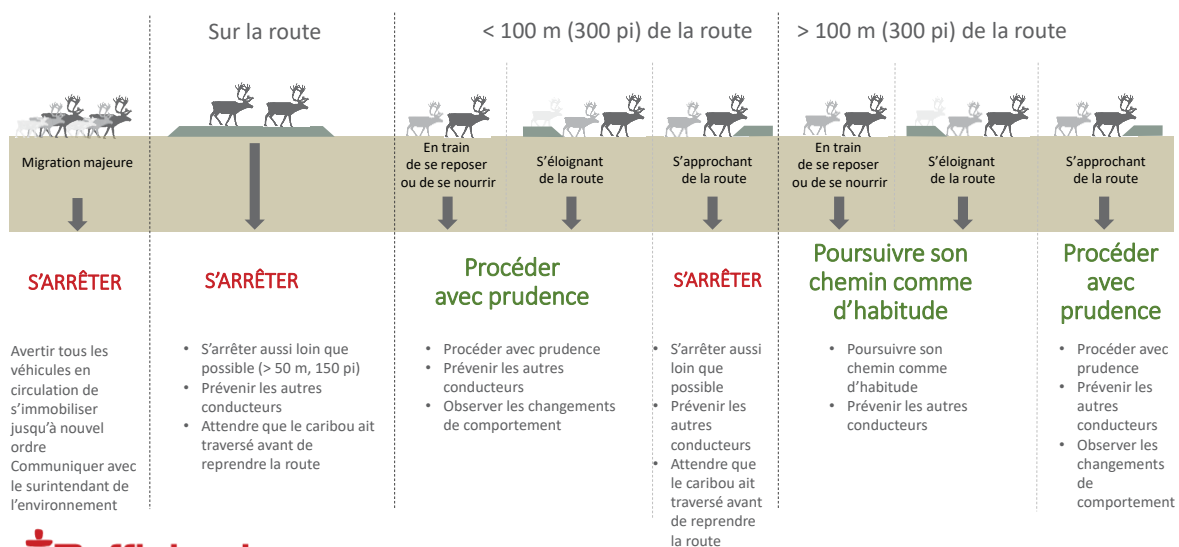 Sur la route
< 100 m (300 pi) de la route
> 100 m (300 pi) de la route
Migration majeure
En train
de se reposer
ou de se nourrir
S’éloignant
de la route
S’approchant
de la route
En train
de se reposer
ou de se nourrir
S’éloignant
de la route
S’approchant
de la route
S’ARRÊTER
Avertir tous les
véhicules en
circulation de
s’immobiliser
jusqu’à nouvel
ordre
Communiquer avec
le surintendant de
l’environnement
S’ARRÊTER
• S’arrêter aussi loin que
possible (> 50 m, 150 pi)
• Prévenir les autres
conducteurs
• Attendre que le caribou ait
traversé avant de
reprendre la route
Procéder
avec prudence
• Procéder avec prudence
• Prévenir les autres
conducteurs
• Observer les changements
de comportement
S’ARRÊTER
• S’arrêter aussi
loin que
possible
• Prévenir les
autres
conducteurs
• Attendre que
le caribou ait
traversé avant
de reprendre
la route
Poursuivre son
chemin comme
d’habitude
• Poursuivre son
chemin comme
d’habitude
• Prévenir les autres
conducteurs
Procéder
avec
prudence
• Procéder avec
prudence
• Prévenir les
autres
conducteurs
• Observer les
changements
de
comportement